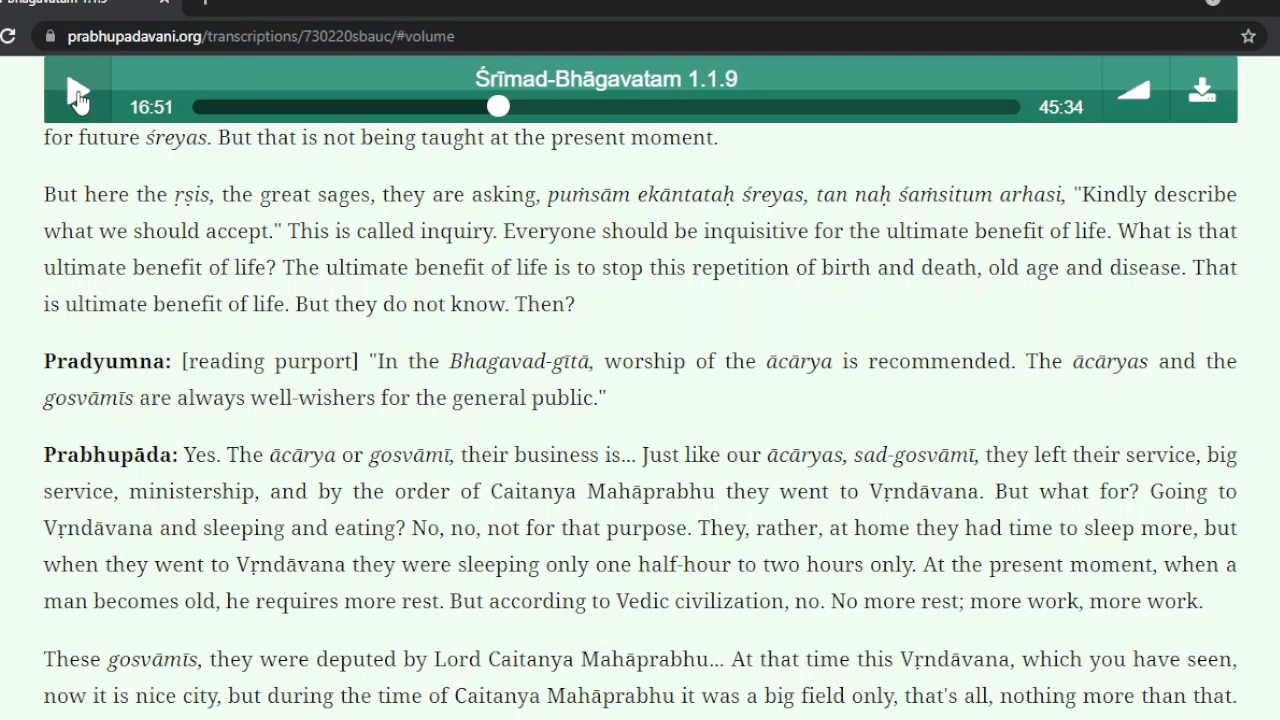 Bhagavatam 1.1.9
prabhupadavani.org/transcriptions/730220sbauc/#volume
Śrīmad-Bhāgavatam 1.1.9
16:51
45:34
for future śreyas. But that is not being taught at the present moment.
But here the ṛṣis, the great sages, they are asking, puṁsām ekāntataḥ śreyas, tan naḥ śaṁsitum arhasi, "Kindly describe
what we should accept." This is called inquiry. Everyone should be inquisitive for the ultimate benefit of life. What is that
ultimate benefit of life? The ultimate benefit of life is to stop this repetition of birth and death, old age and disease. That
is ultimate benefit of life. But they do not know. Then?
Pradyumna: [reading purport] "In the Bhagavad-gītā, worship of the ācārya is recommended. The ācāryas and the
gosvāmīs are always well-wishers for the general public."
Prabhupāda: Yes. The ācārya or gosvāmī, their business is... Just like our ācāryas, sad-gosvāmī, they left their service, big
service, ministership, and by the order of Caitanya Mahāprabhu they went to Vṛndāvana. But what for? Going to
Vṛndāvana and sleeping and eating? No, no, not for that purpose. They, rather, at home they had time to sleep more, but
when they went to Vṛndāvana they were sleeping only one half-hour to two hours only. At the present moment, when a
man becomes old, he requires more rest. But according to Vedic civilization, no. No more rest; more work, more work.
These gosvāmīs, they were deputed by Lord Caitanya Mahāprabhu... At that time this Vṛndāvana, which you have seen,
now it is nice city, but during the time of Caitanya Mahāprabhu it was a big field only, that's all, nothing more than that.